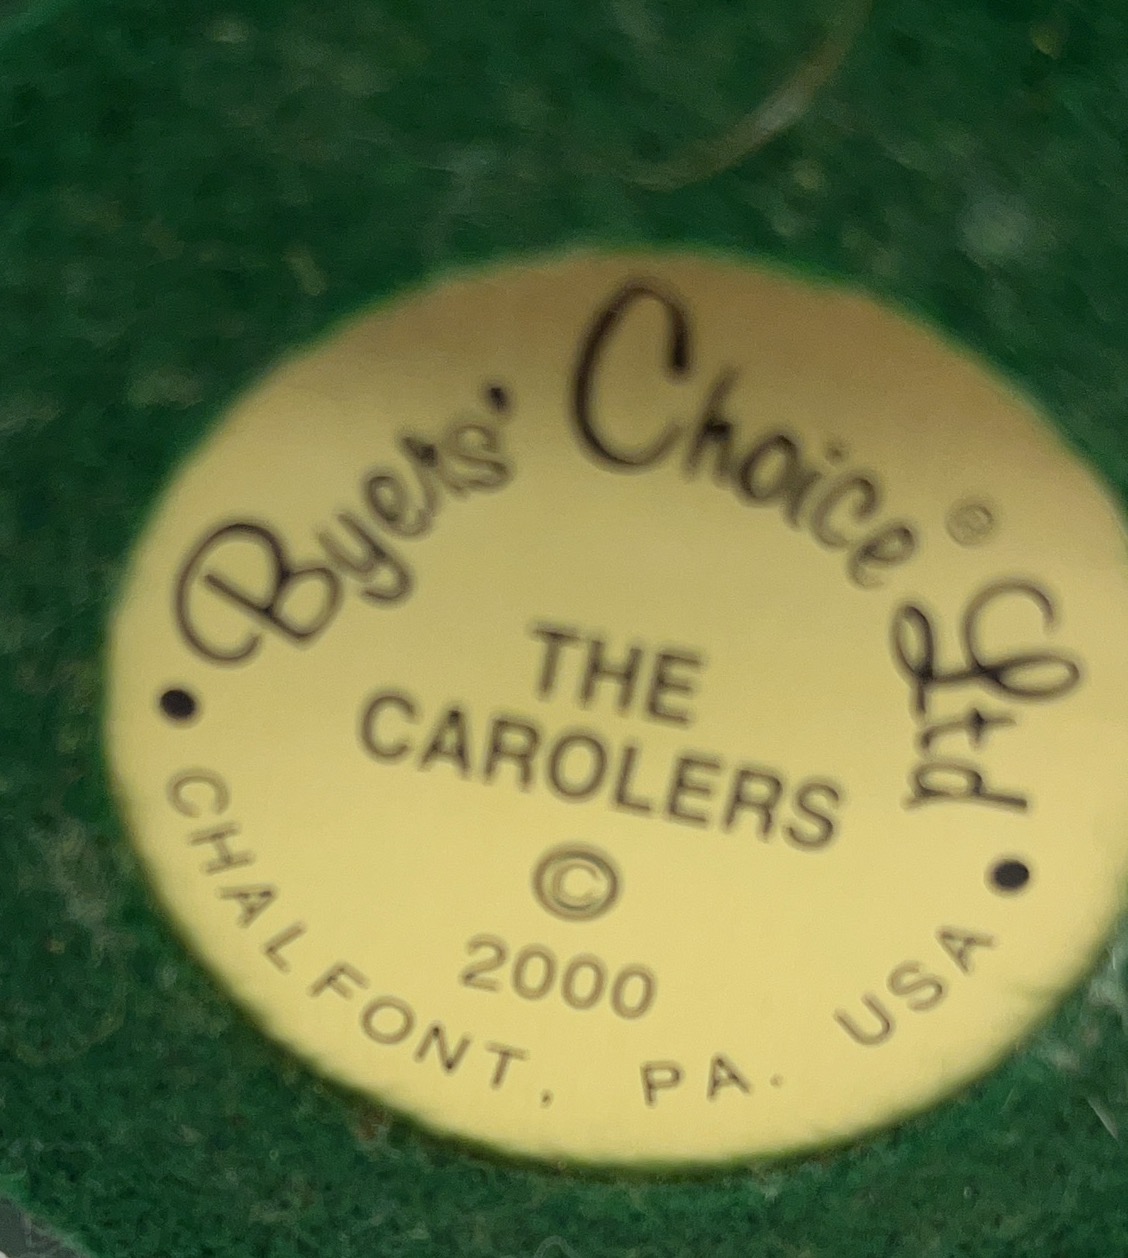 Byers' Choice® Ltd
THE
CAROLERS
©
2000
• CHALFONT, PA. USA •